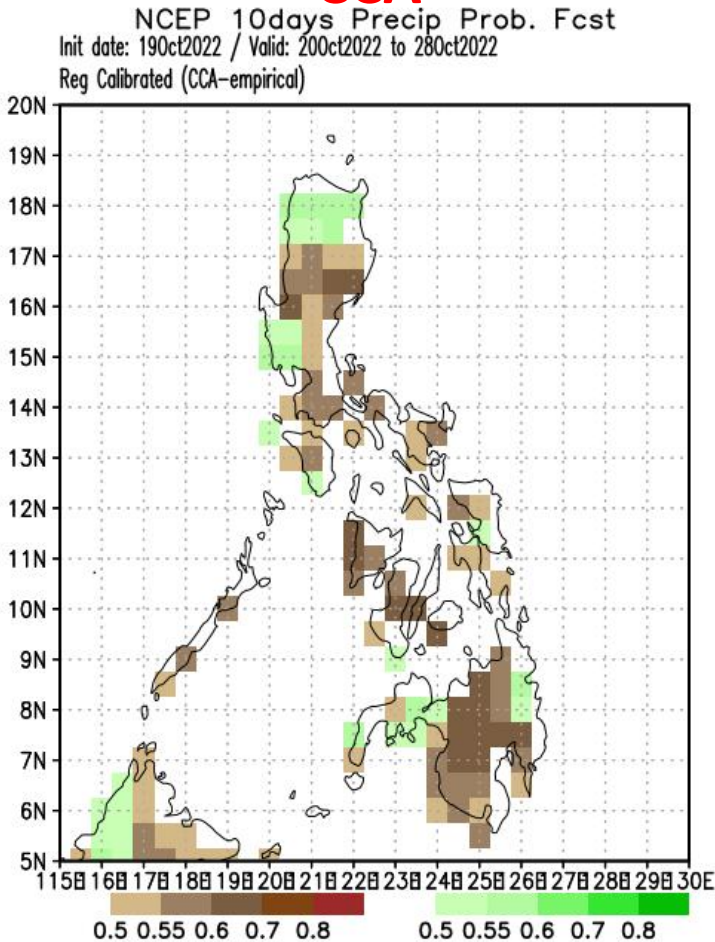 CCA
NCEP 10days Precip Prob. Fcst
Init date: 19Oct2022 / Valid: 20Oct2022 to 28Oct2022
Reg Calibrated (CCA-empirical)
20N
19N
18N
17N
16N
15N
14N
13N
12N
11N
10N
9N
8N
7N
6N
5N
115E 116E 117E 118E 119E 120E 121E 122E 123E 124E 125E 126E 127E 128E 129E 130E
0.5 0.55 0.6 0.7 0.8 0.5 0.55 0.6 0.7 0.8